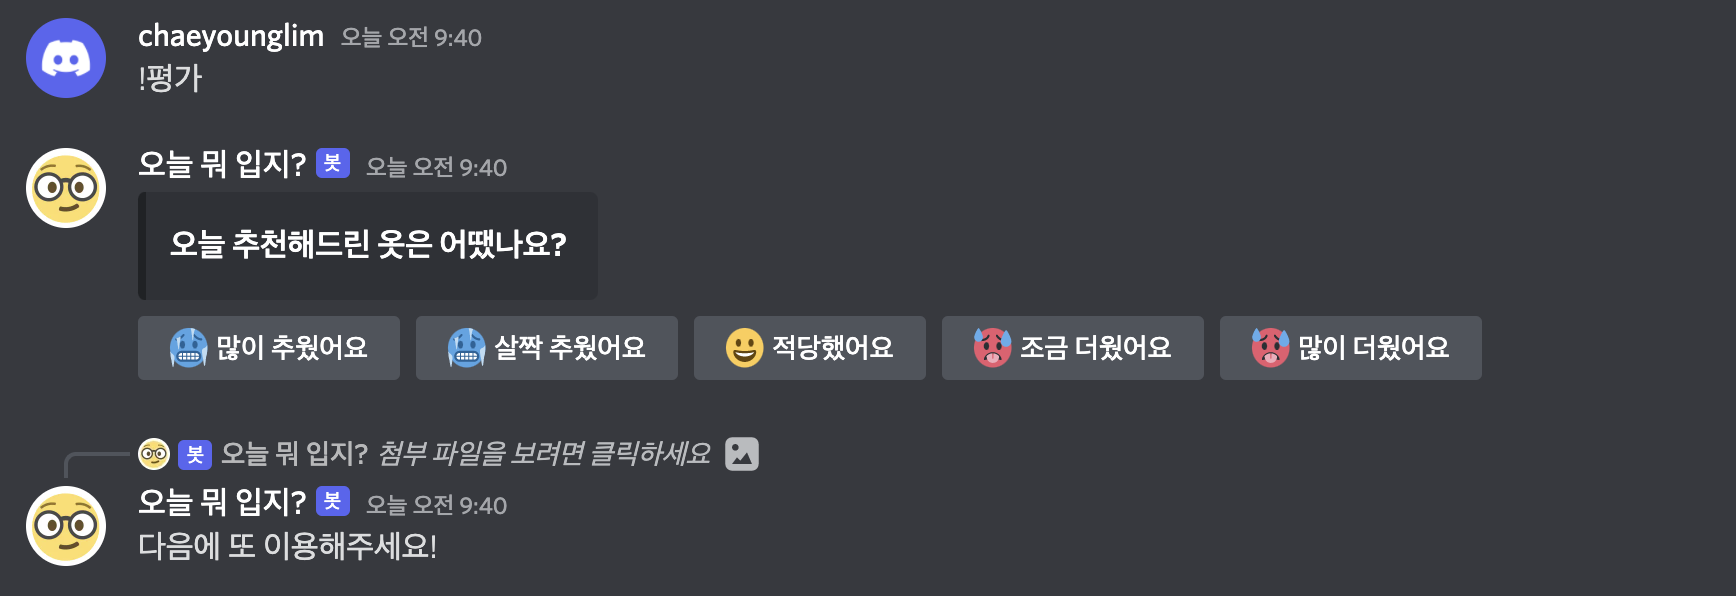 chaeyounglim 오늘 오전 9:40
!평가
오늘 뭐 입지? 봇 오늘 오전 9:40
오늘 추천해드린 옷은 어땠나요?
많이 추웠어요 살짝 추웠어요 적당했어요 조금 더웠어요 많이 더웠어요
봇 오늘 뭐 입지? 첨부 파일을 보려면 클릭하세요
오늘 뭐 입지? 봇 오늘 오전 9:40
다음에 또 이용해주세요!